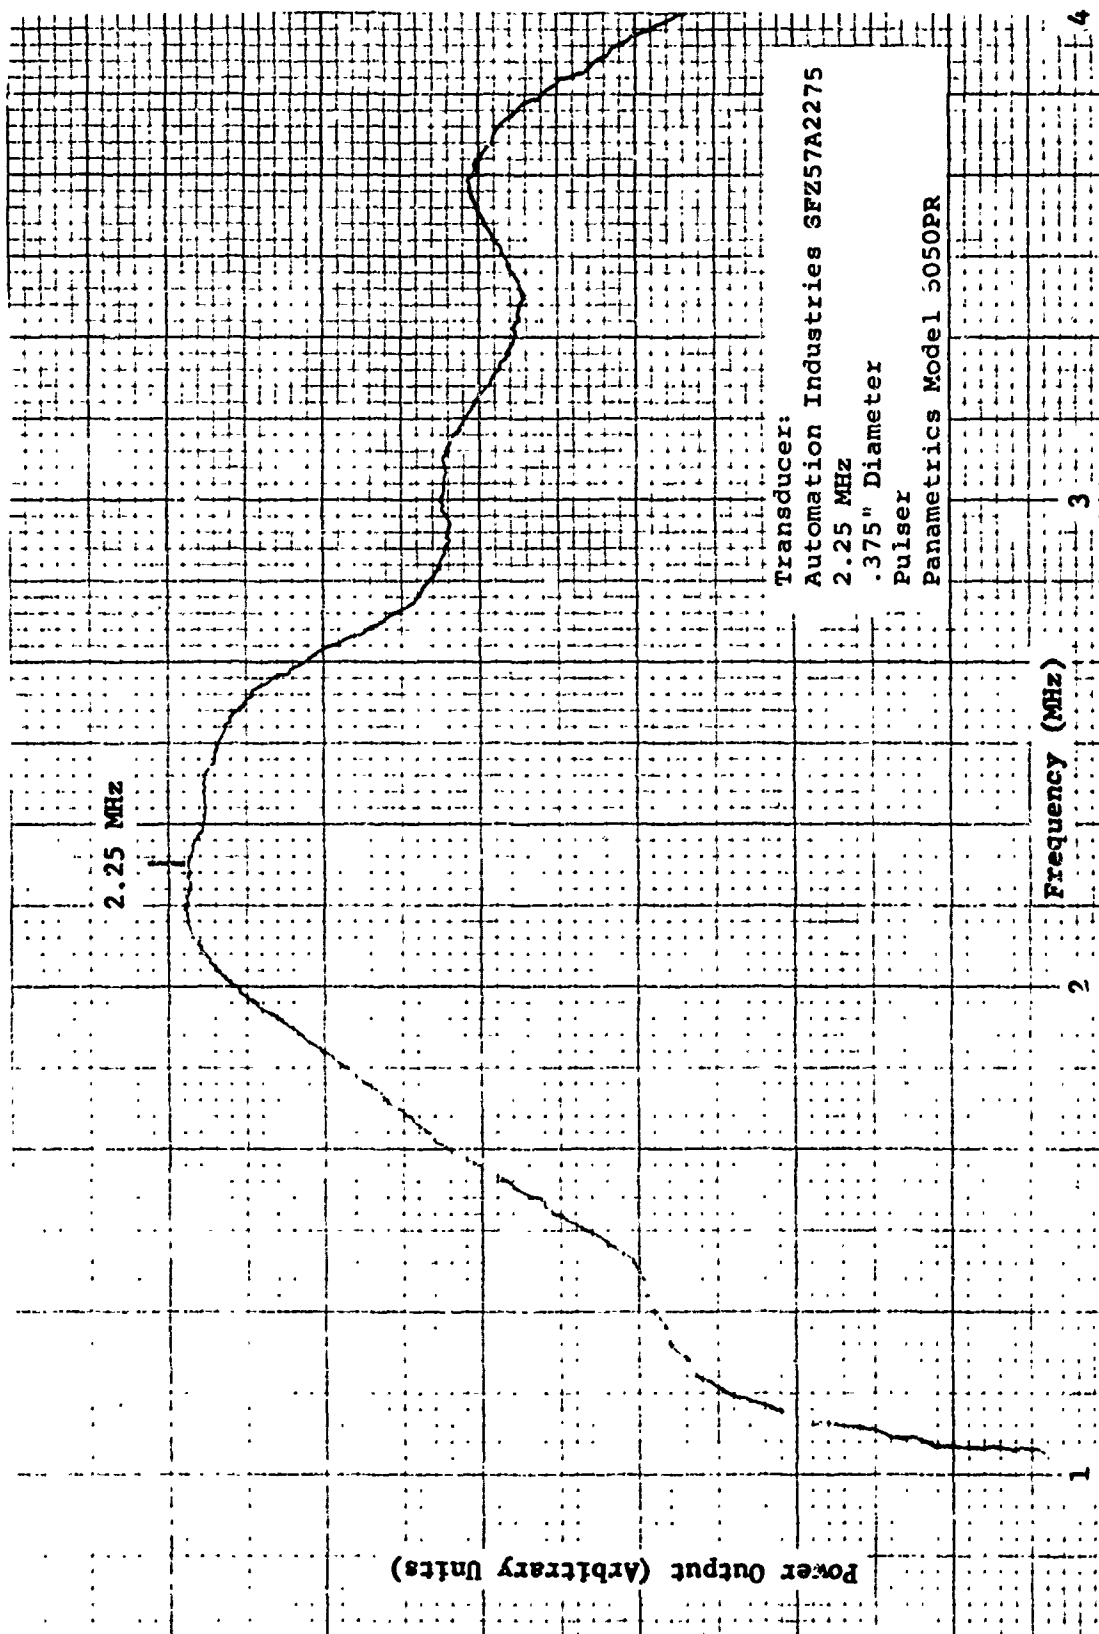 2.25 MHz
Transducer:
Automation Industries SFZ57A2275
2.25 MHz
.375" Diameter
Pulser
Panametrics Model 5050PR
Power Output (Arbitrary Units)
1
2
3
4
Frequency (MHz)